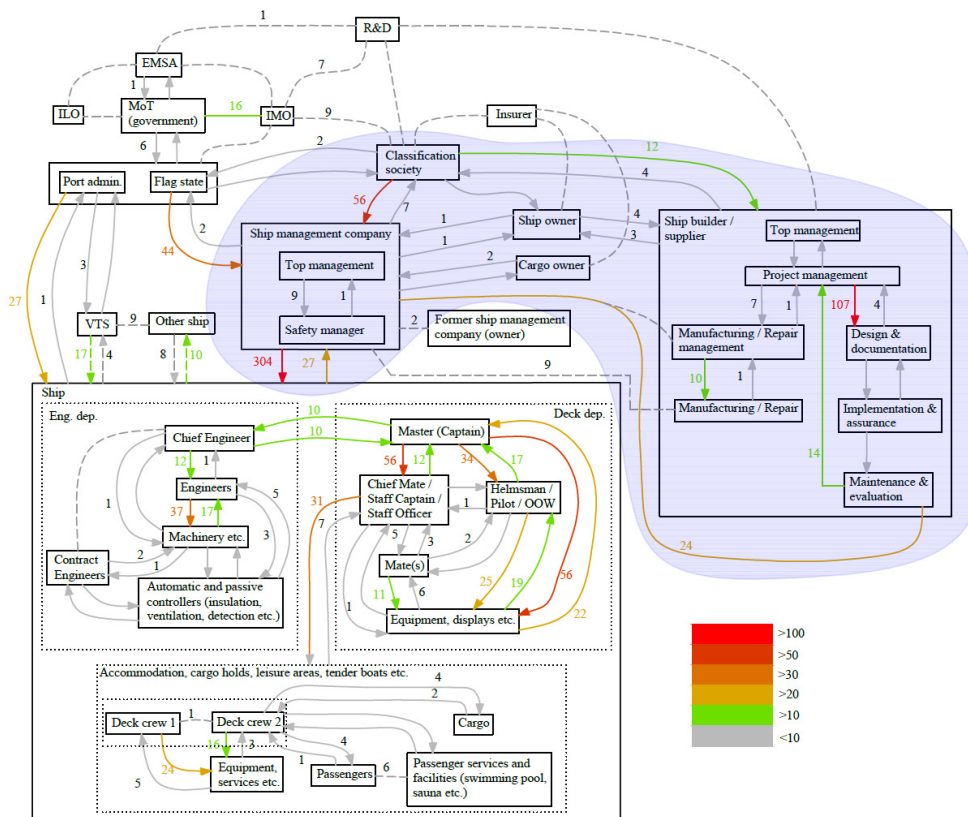 1
R&D
EMSA
7
1
ILO
MoT
(government)
16
IMO
9
Insurer
6
2
12
Port admin.
Flag state
Classification
society
4
56
7
2
44
Ship management company
1
Ship owner
4
3
Ship builder /
supplier
Top management
1
Top management
2
Cargo owner
Project management
3
9
1
7
1
107
4
27
1
VTS
9
Other ship
Safety manager
2
Former ship management
company (owner)
Manufacturing / Repair
management
Design &
documentation
17
4
8
10
304
27
9
10
1
Ship
Manufacturing / Repair
Implementation &
assurance
Eng. dep.
Deck dep.
10
10
Chief Engineer
Master (Captain)
12
1
56
12
34
17
14
Engineers
5
31
Chief Mate /
Staff Captain /
Staff Officer
Helmsman /
Pilot / OOW
1
Maintenance &
evaluation
1
37
17
7
3
Machinery etc.
5
3
2
24
2
1
Contract
Engineers
Mate(s)
56
Automatic and passive
controllers (insulation,
ventilation, detection etc.)
11
6
25
19
1
Equipment, displays etc.
22
>100
>50
>30
>20
>10
<10
Accommodation, cargo holds, leisure areas, tender boats etc.
4
2
Deck crew 1
1
Deck crew 2
Cargo
16
3
4
24
1
Equipment,
services etc.
Passengers
6
Passenger services and
facilities (swimming pool,
sauna etc.)
5